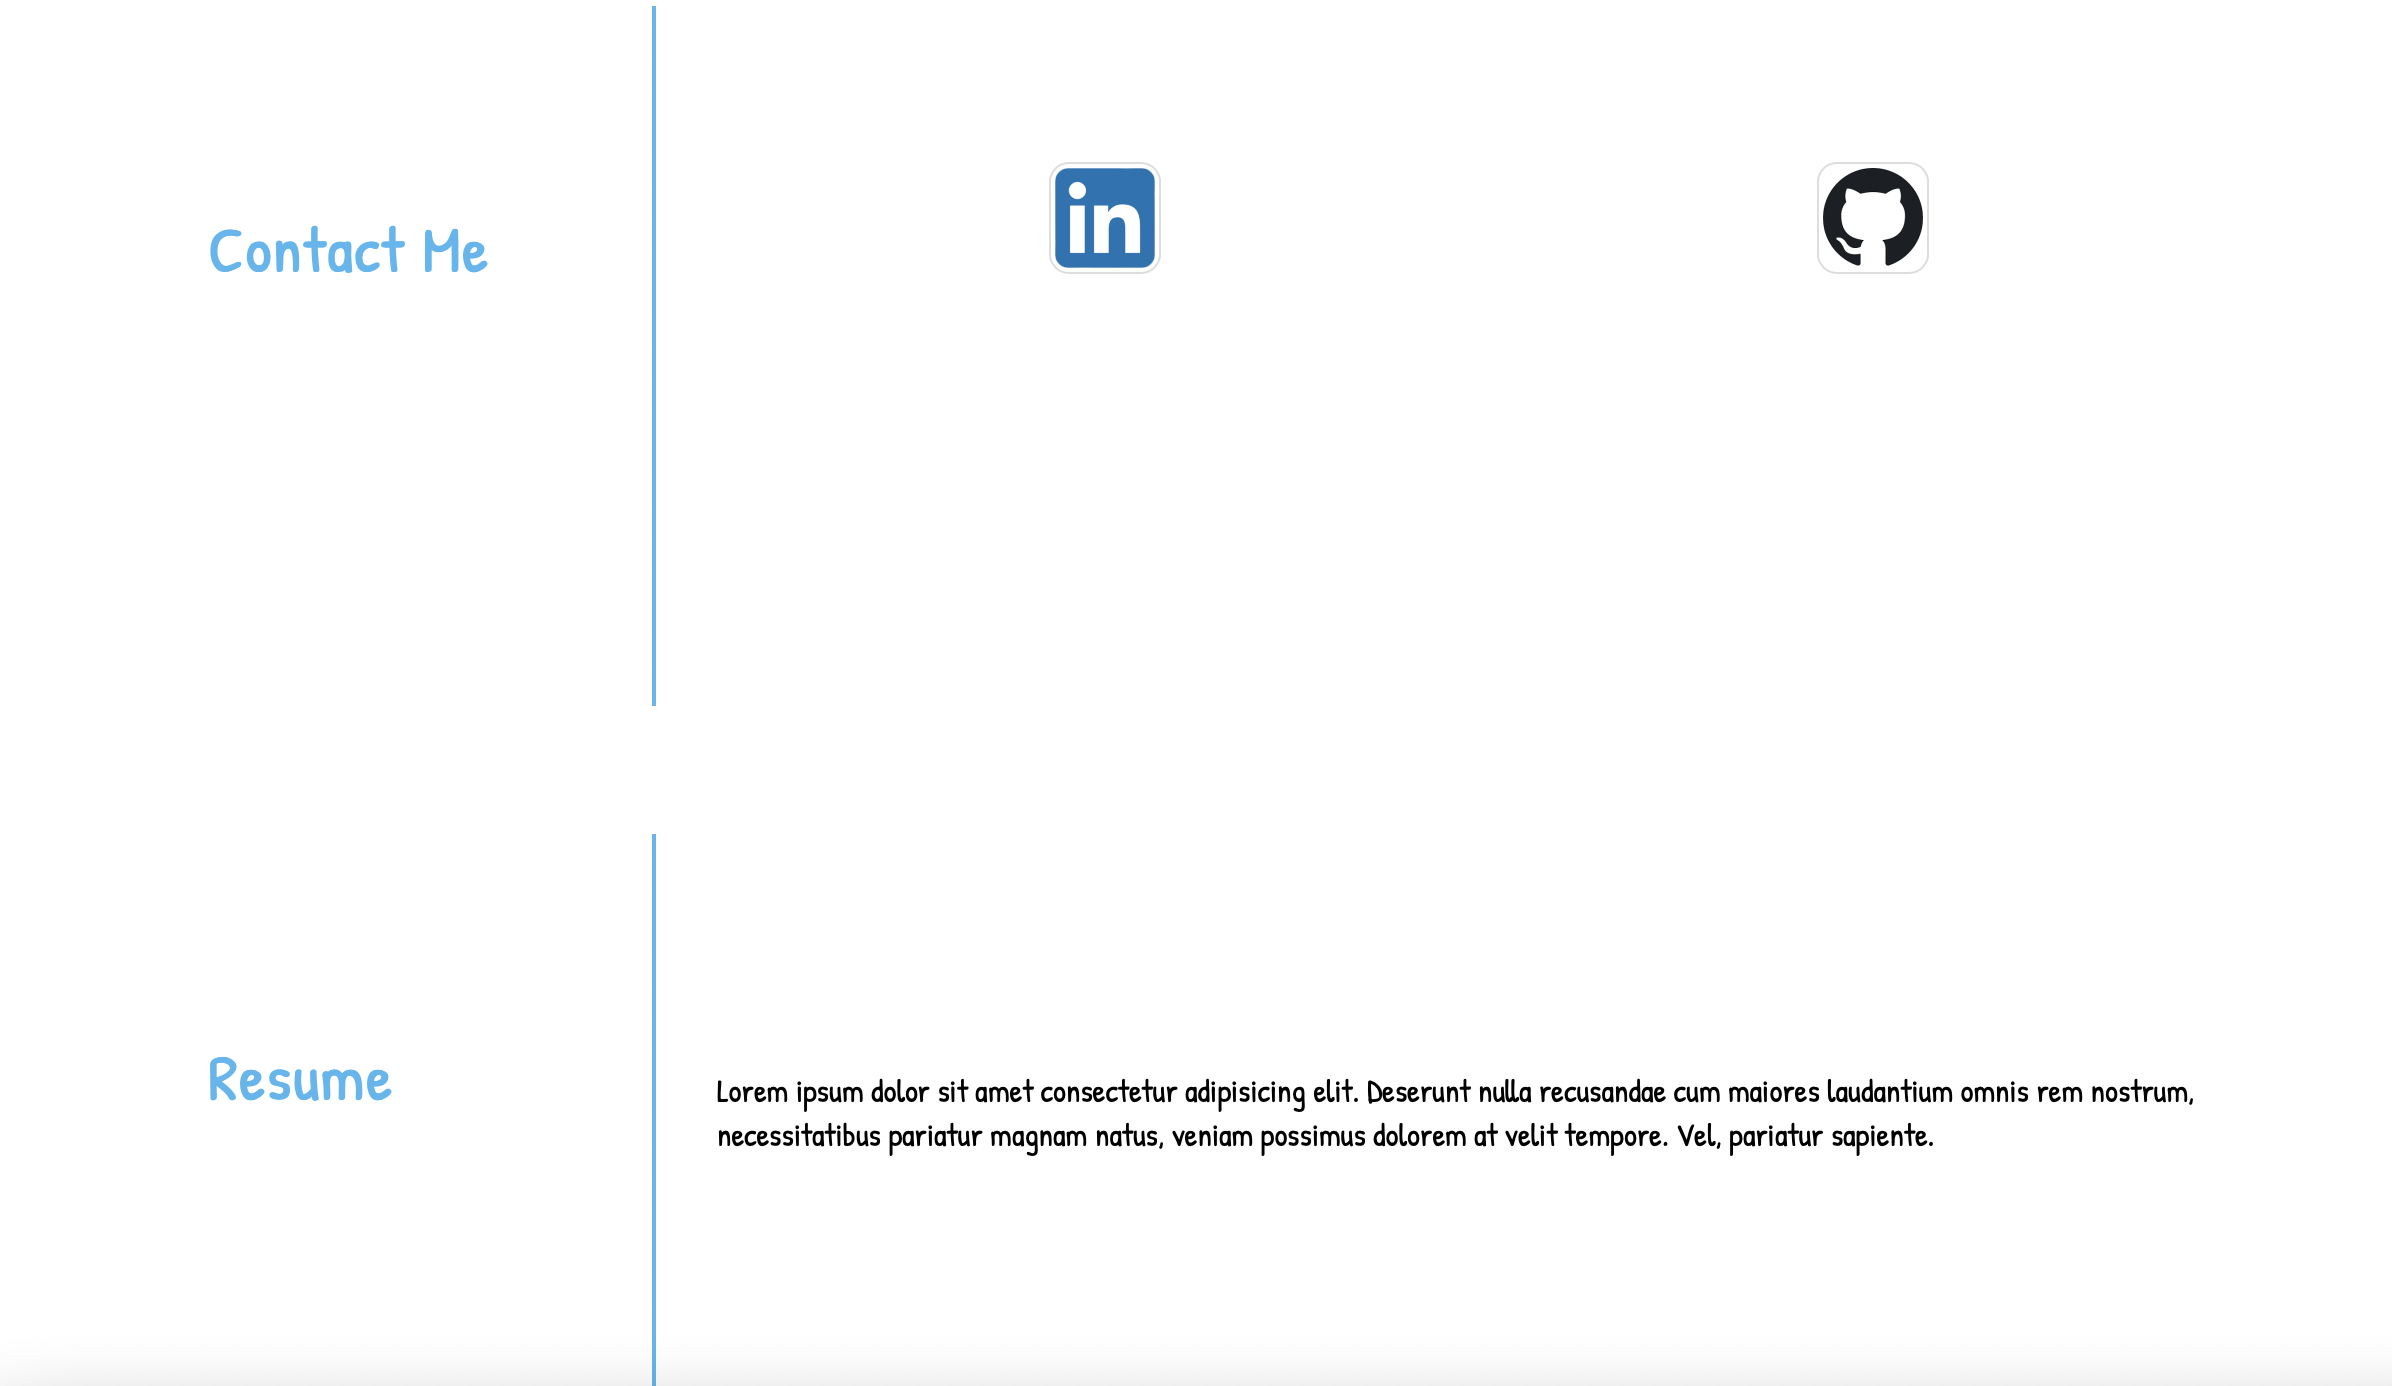 Contact Me
in
Resume
Lorem ipsum dolor sit amet consectetur adipisicing elit. Deserunt nulla recusandae cum maiores laudantium omnis rem nostrum,
necessitatibus pariatur magnam natus, veniam possimus dolorem at velit tempore. Vel, pariatur sapiente.